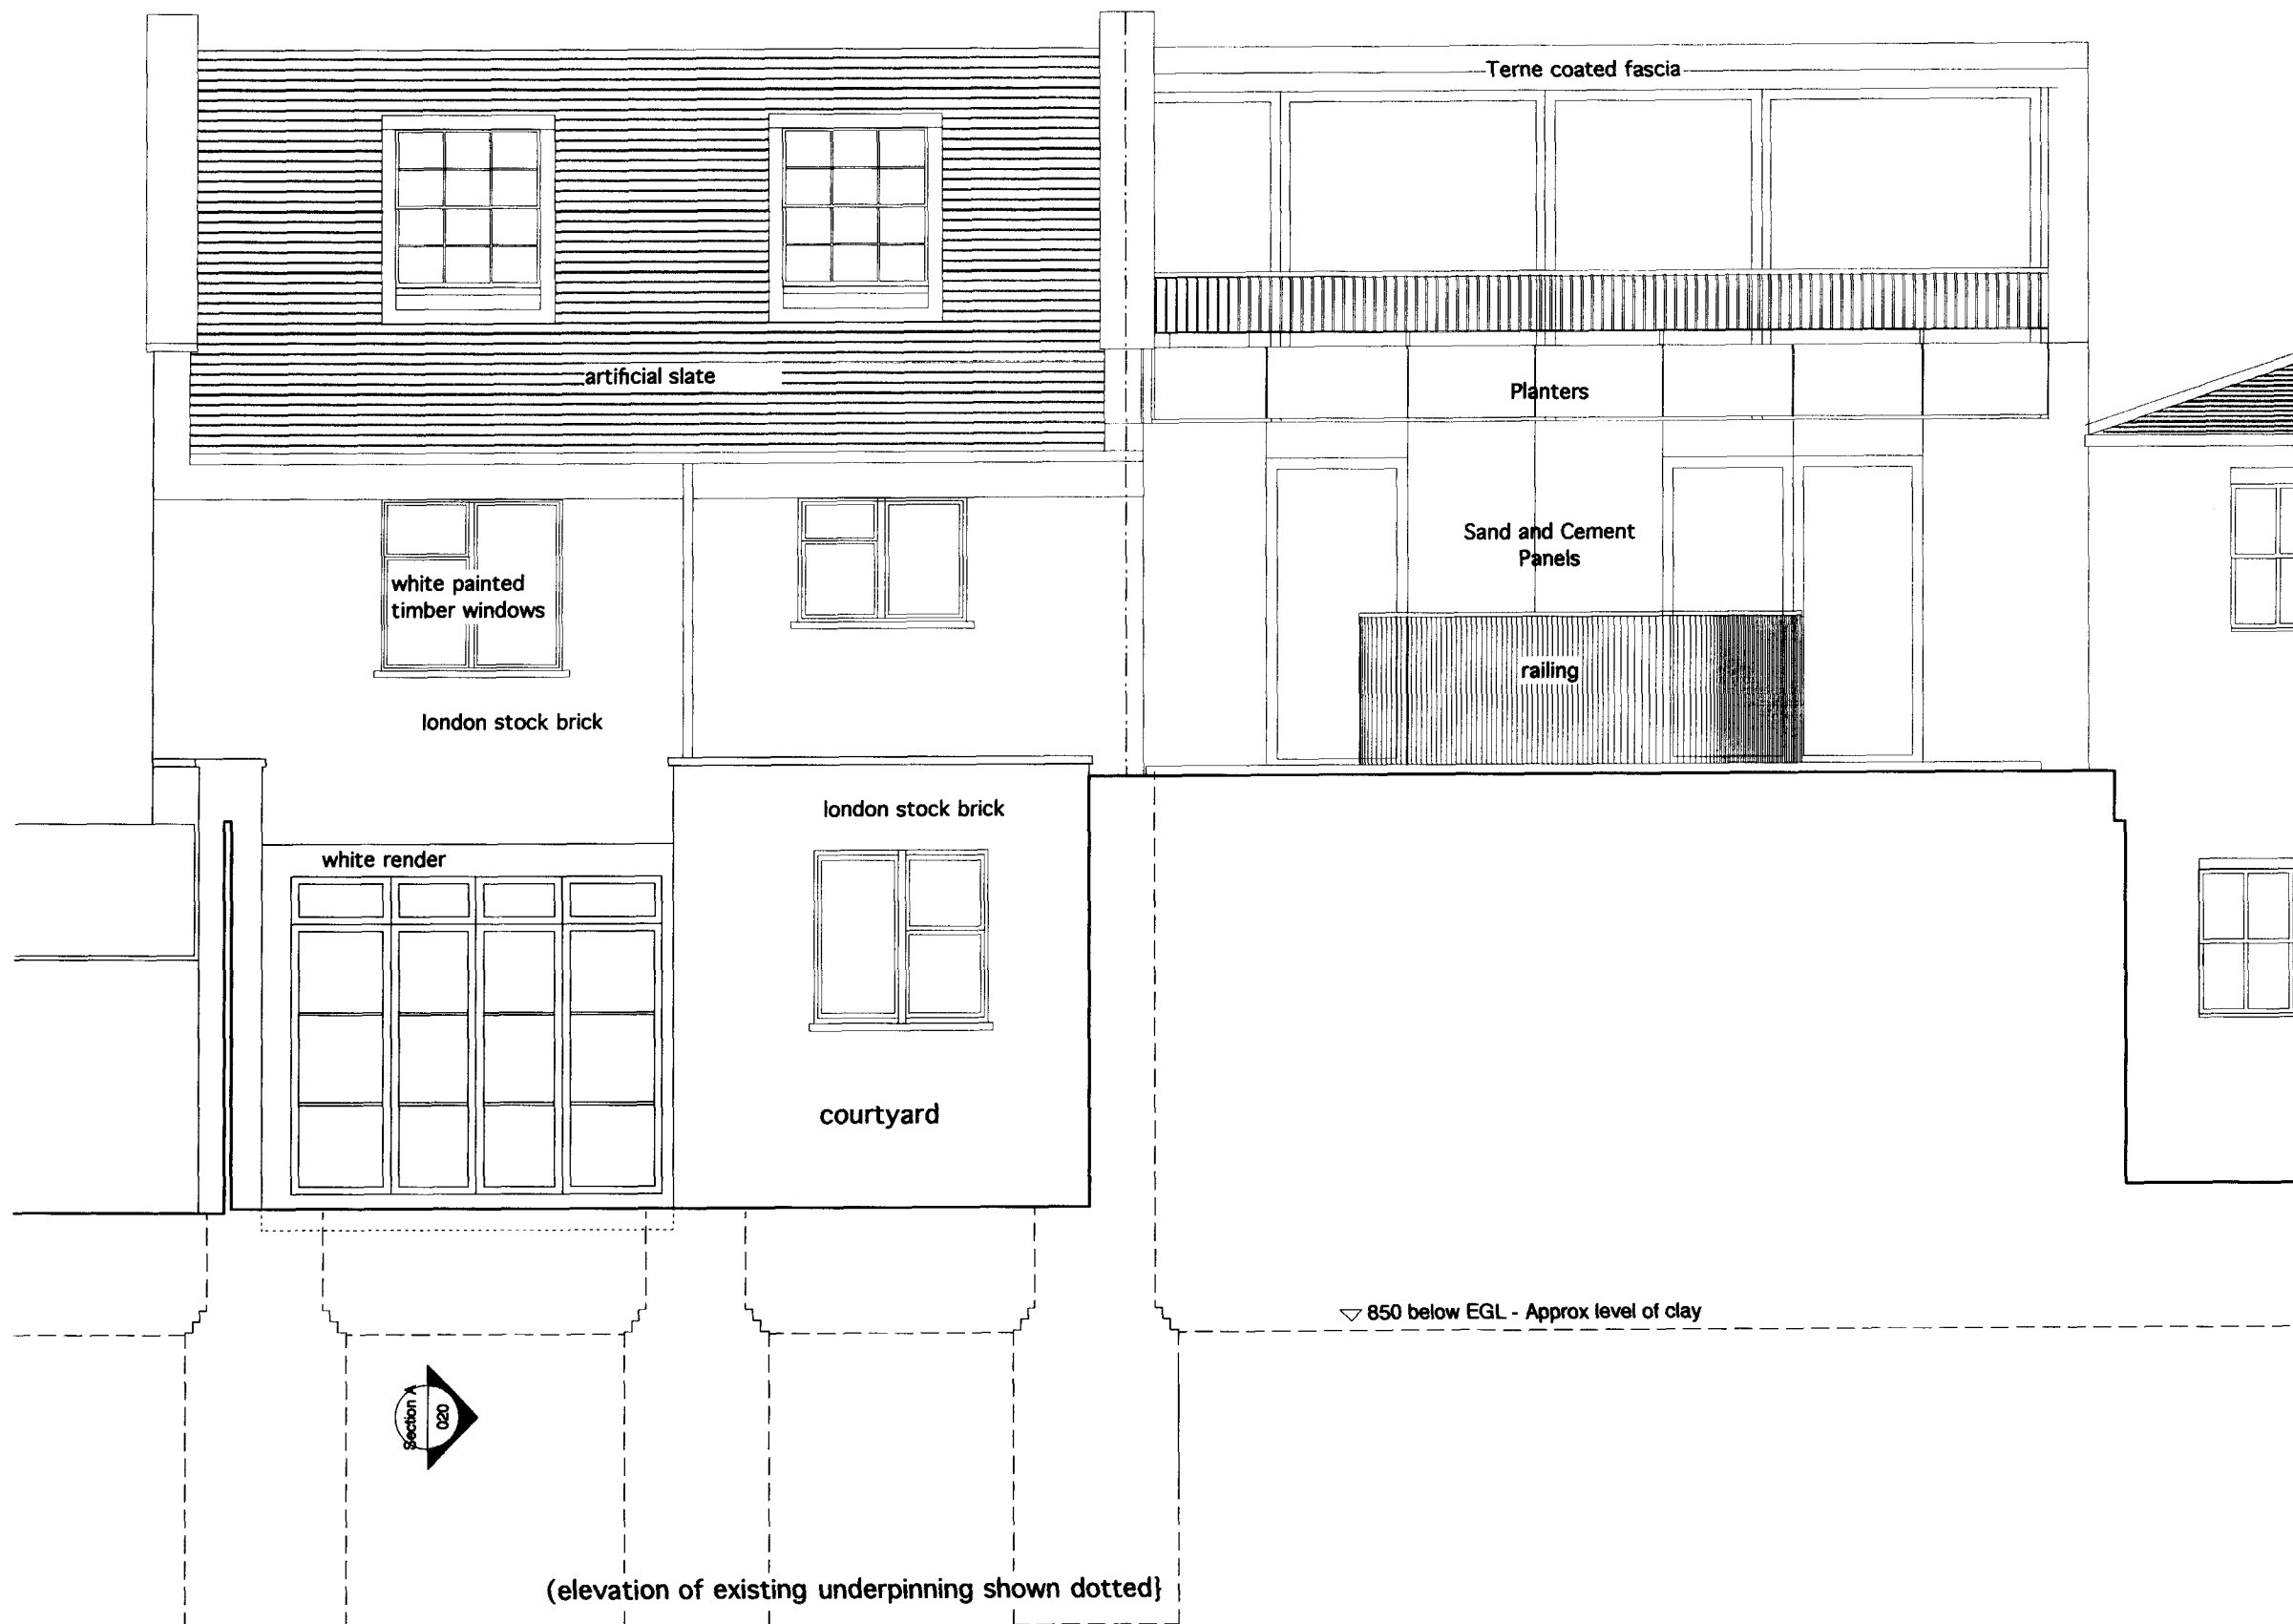 Terne coated fascia
artificial slate
Planters
Sand and Cement
Panels
white painted
timber windows
railing
london stock brick
london stock brick
white render
courtyard
850 below EGL - Approx level of clay
Section A
020
(elevation of existing underpinning shown dotted}